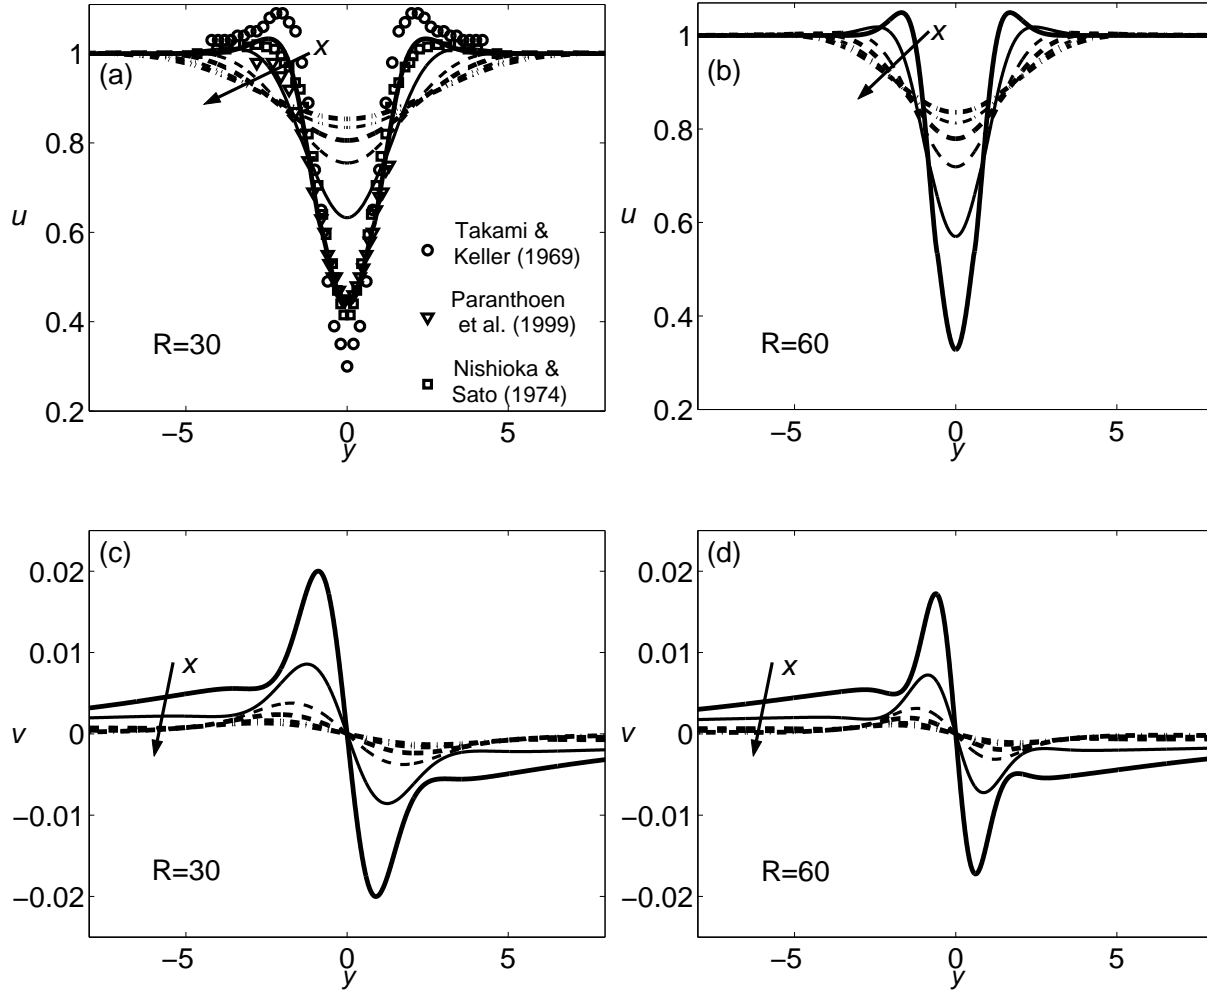 (a)
x
1
0.8
u
0.6
0.4
0.2
Takami &
Keller (1969)
Paranthoen
et al. (1999)
Nishioka &
Sato (1974)
R=30
−5
0
5
y
(b)
x
1
0.8
u
0.6
0.4
0.2
R=60
−5
0
5
y
(c)
0.02
0.01
x
v
0
−0.01
−0.02
R=30
−5
0
5
y
(d)
0.02
0.01
x
v
0
−0.01
−0.02
R=60
−5
0
5
y